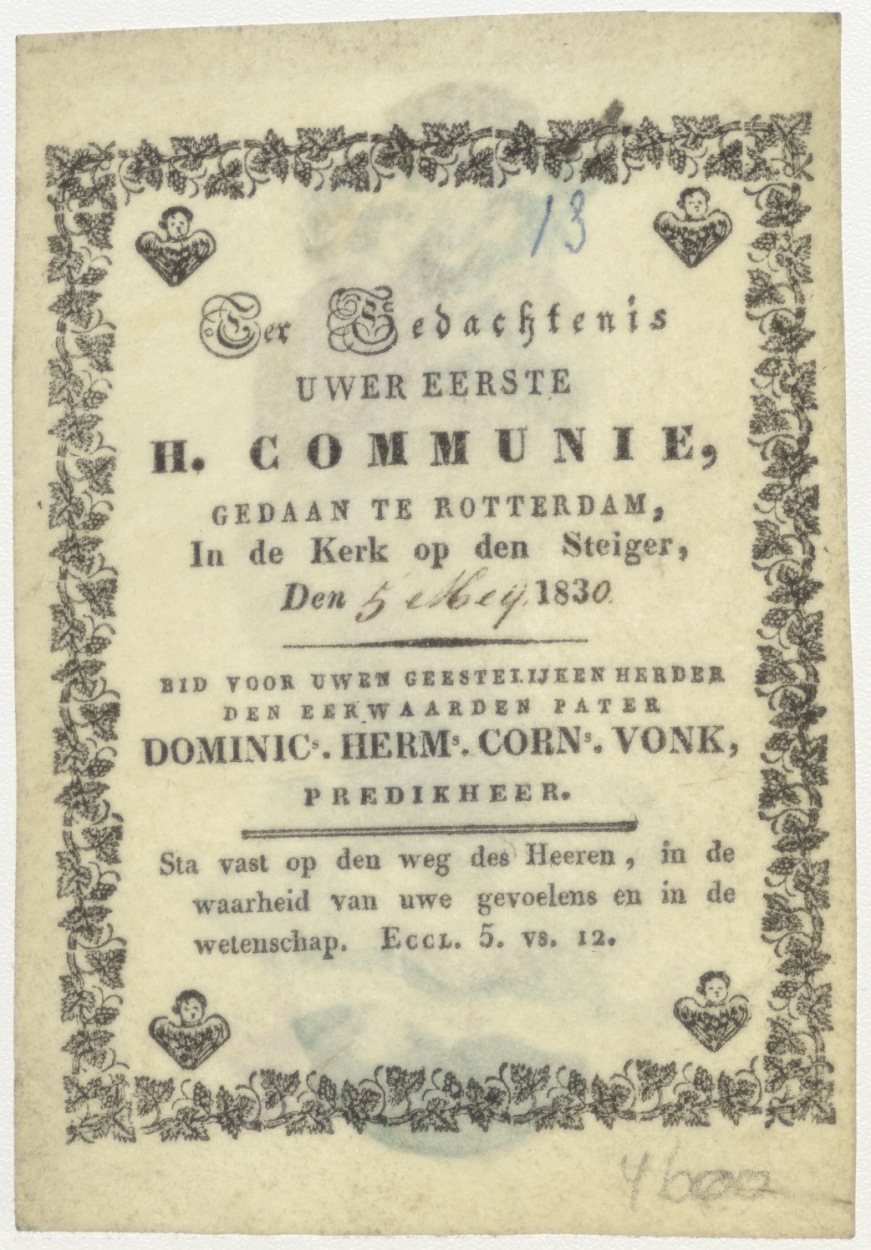 13
Ter Gedachtenis
UWER EERSTE
H. COMMUNIE,
GEDAAN TE ROTTERDAM,
In de Kerk op den Steiger,
Den 5 Mey 1830.
BID VOOR UWEN GEESTELIJKEN HERDER
DEN EERWAARDEN PATER
DOMINICˢ. HERMˢ. CORNˢ. VONK,
PREDIKHEER.
Sta vast op den weg des Heeren, in de
waarheid van uwe gevoelens en in de
wetenschap. ECCL. 5. vs. 12.